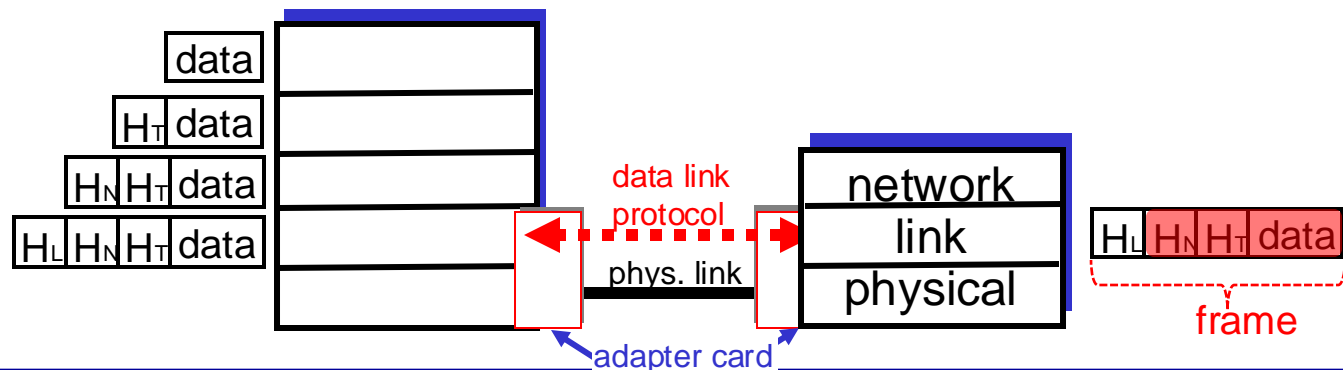 data
HT data
HN HT data
HL HN HT data
data link
protocol
phys. link
adapter card
network
link
physical
HL HN HT data
frame